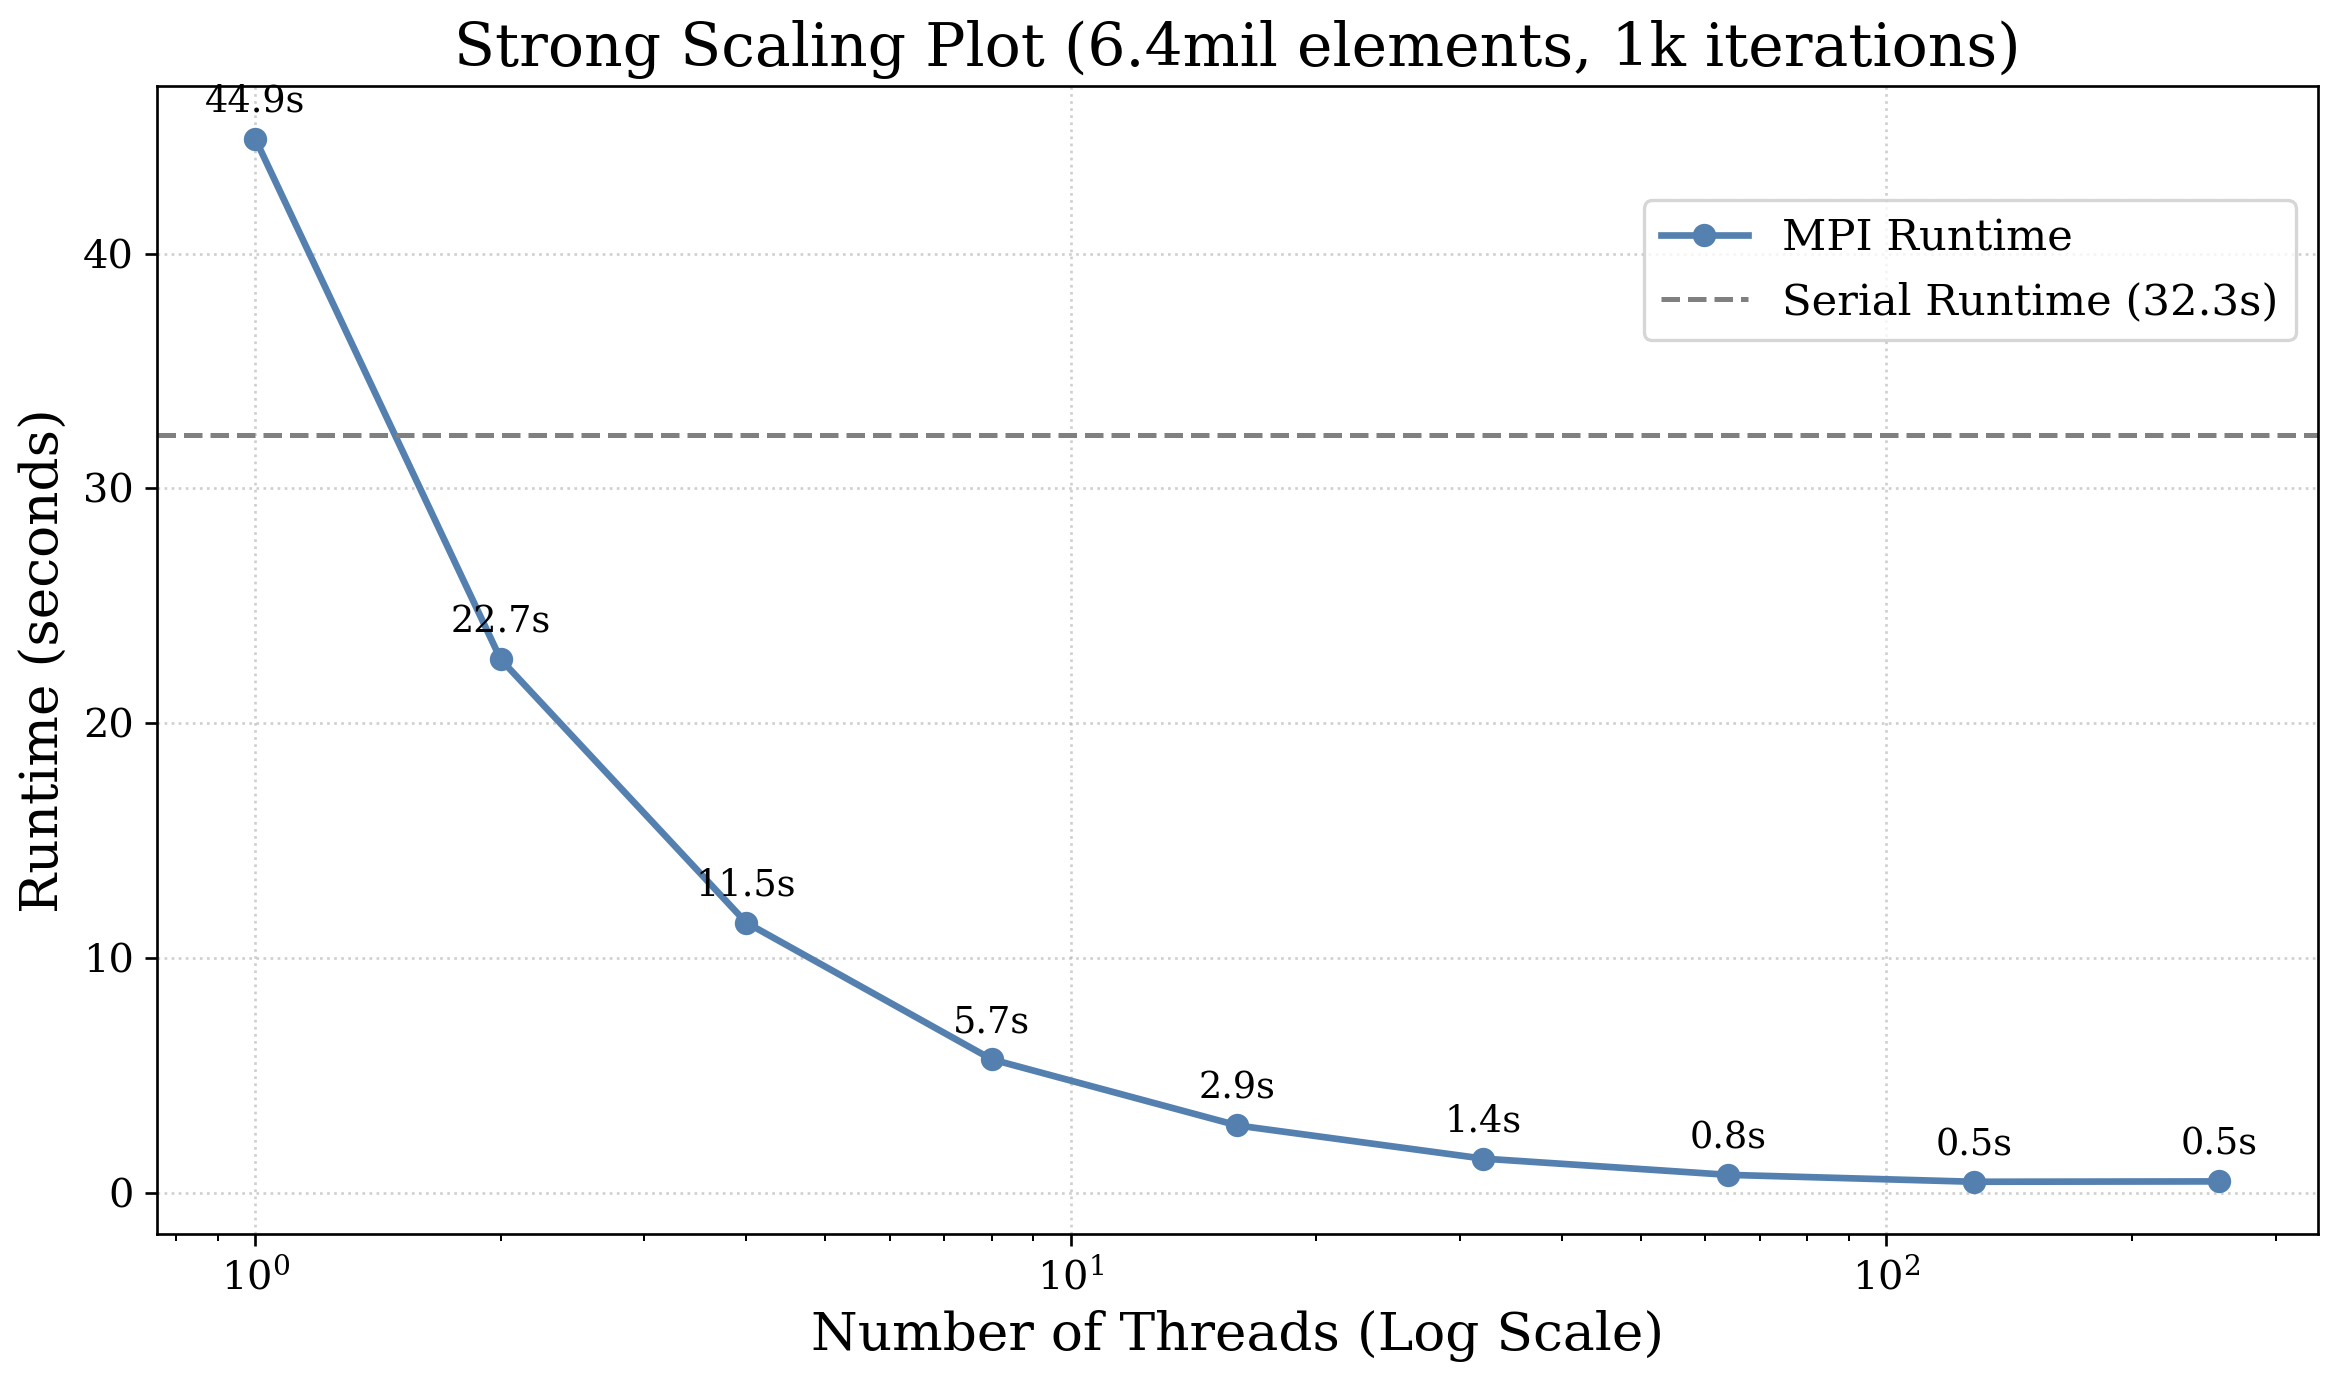 Strong Scaling Plot (6.4mil elements, 1k iterations)
44.9s
MPI Runtime
Serial Runtime (32.3s)
40
30
20
10
0
Runtime (seconds)
22.7s
11.5s
5.7s
2.9s
1.4s
0.8s
0.5s
0.5s
10⁰
10¹
10²
Number of Threads (Log Scale)